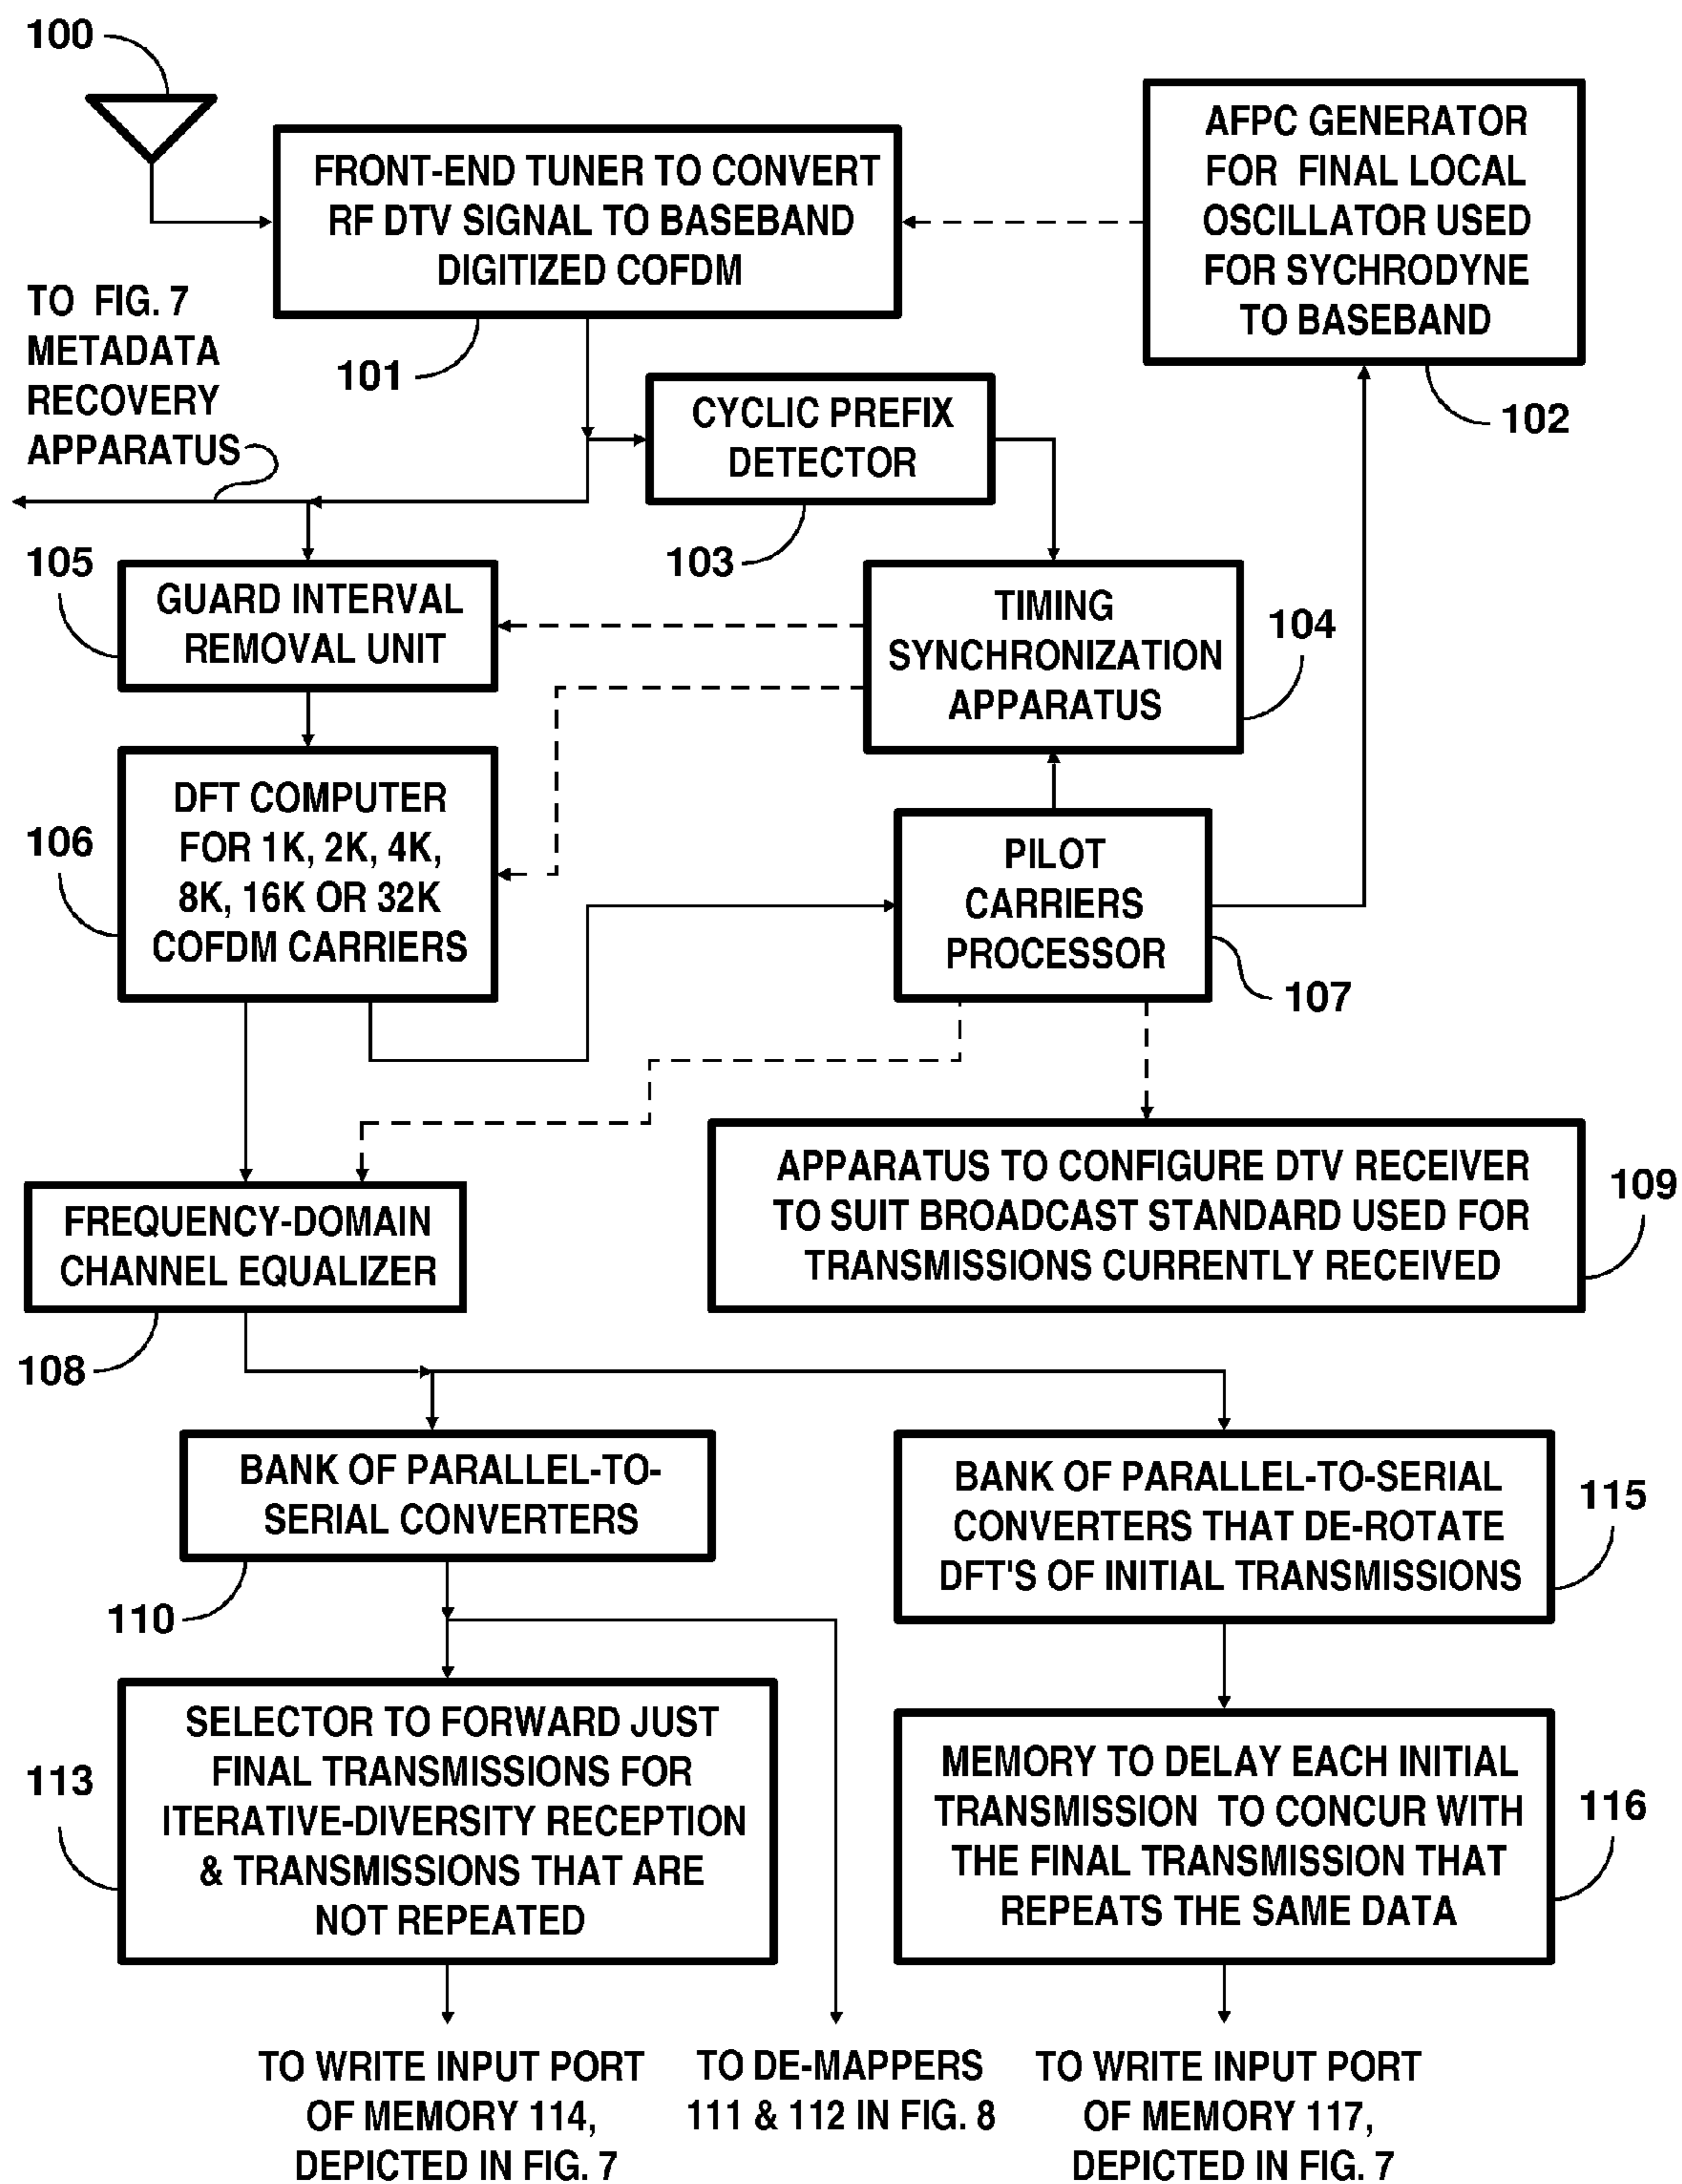 100
FRONT-END TUNER TO CONVERT
RF DTV SIGNAL TO BASEBAND
DIGITIZED COFDM
101
AFPC GENERATOR
FOR FINAL LOCAL
OSCILLATOR USED
FOR SYCHRODYNE
TO BASEBAND
102
TO FIG. 7
METADATA
RECOVERY
APPARATUS
CYCLIC PREFIX
DETECTOR
103
105
GUARD INTERVAL
REMOVAL UNIT
TIMING
SYNCHRONIZATION
APPARATUS
104
106
DFT COMPUTER
FOR 1K, 2K, 4K,
8K, 16K OR 32K
COFDM CARRIERS
PILOT
CARRIERS
PROCESSOR
107
FREQUENCY-DOMAIN
CHANNEL EQUALIZER
108
APPARATUS TO CONFIGURE DTV RECEIVER
TO SUIT BROADCAST STANDARD USED FOR
TRANSMISSIONS CURRENTLY RECEIVED
109
BANK OF PARALLEL-TO-
SERIAL CONVERTERS
110
BANK OF PARALLEL-TO-SERIAL
CONVERTERS THAT DE-ROTATE
DFT'S OF INITIAL TRANSMISSIONS
115
113
SELECTOR TO FORWARD JUST
FINAL TRANSMISSIONS FOR
ITERATIVE-DIVERSITY RECEPTION
& TRANSMISSIONS THAT ARE
NOT REPEATED
MEMORY TO DELAY EACH INITIAL
TRANSMISSION TO CONCUR WITH
THE FINAL TRANSMISSION THAT
REPEATS THE SAME DATA
116
TO WRITE INPUT PORT
OF MEMORY 114,
DEPICTED IN FIG. 7
TO DE-MAPPERS
111 & 112 IN FIG. 8
TO WRITE INPUT PORT
OF MEMORY 117,
DEPICTED IN FIG. 7